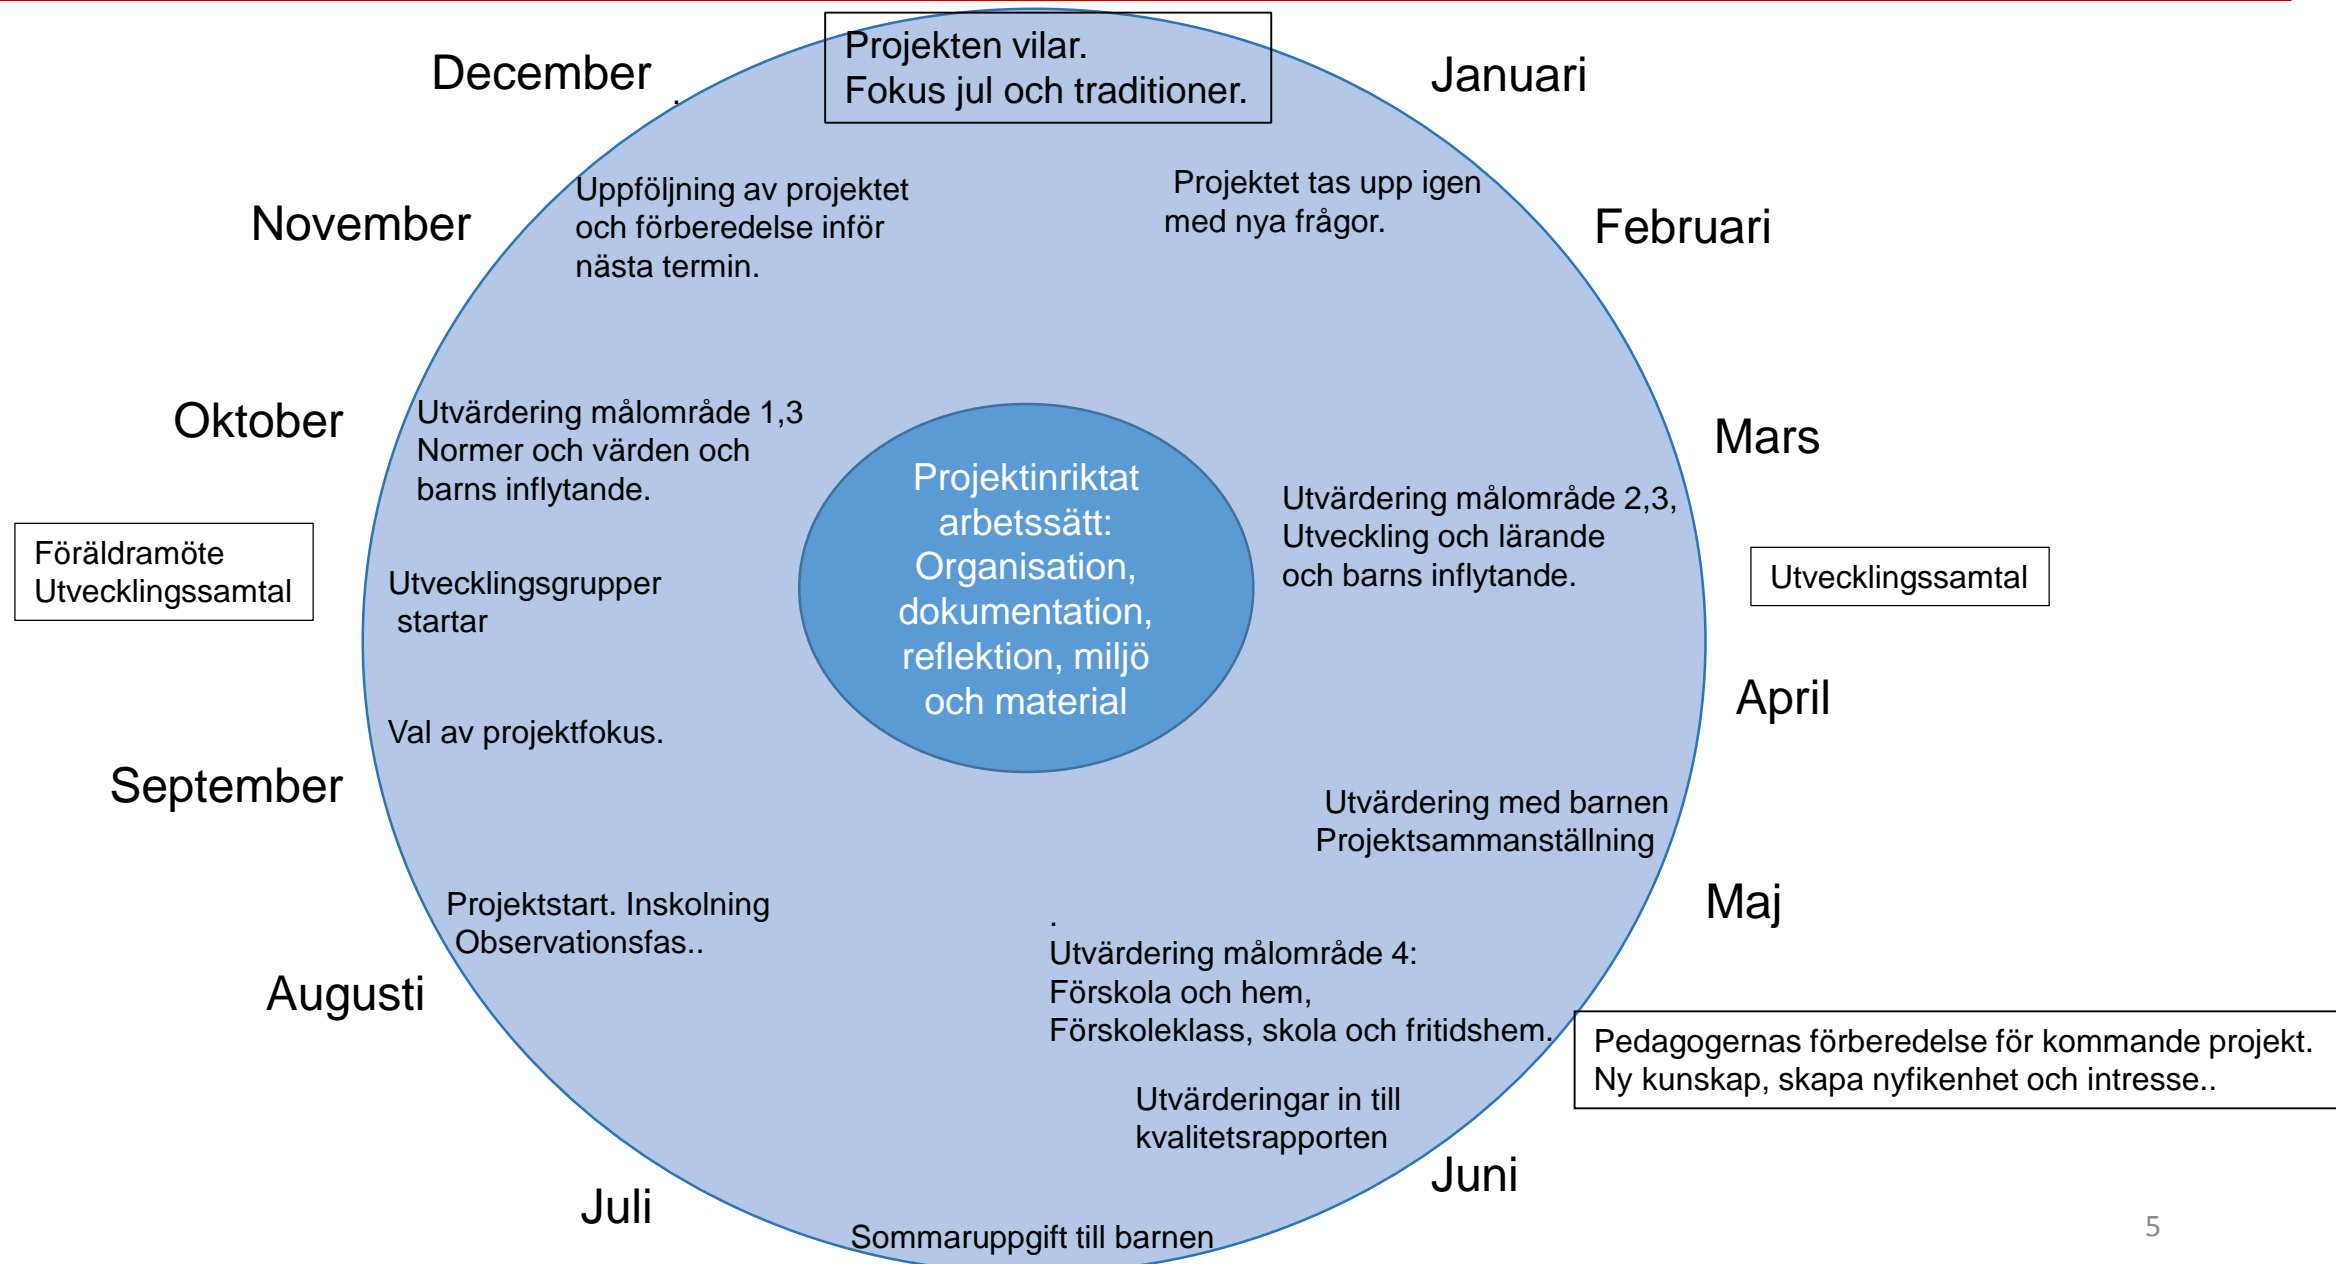 Projekten vilar.
Fokus jul och traditioner.
December
.
Januari
Uppföljning av projektet
och förberedelse inför
nästa termin.
Projektet tas upp igen
med nya frågor.
November
Februari
Oktober
Utvärdering målområde 1,3
Normer och värden och
barns inflytande.
Mars
Projektinriktat
arbetssätt:
Organisation,
dokumentation,
reflektion, miljö
och material
Utvärdering målområde 2,3,
Utveckling och lärande
och barns inflytande.
Föräldramöte
Utvecklingssamtal
Utvecklingsgrupper
startar
Utvecklingssamtal
April
Val av projektfokus.
September
Utvärdering med barnen
Projektsammanställning
Maj
Projektstart. Inskolning
Observationsfas..
Augusti
.
Utvärdering målområde 4:
Förskola och hem,
Förskoleklass, skola och fritidshem.
Pedagogernas förberedelse för kommande projekt.
Ny kunskap, skapa nyfikenhet och intresse..
Utvärderingar in till
kvalitetsrapporten
Juni
Juli
Sommaruppgift till barnen
5